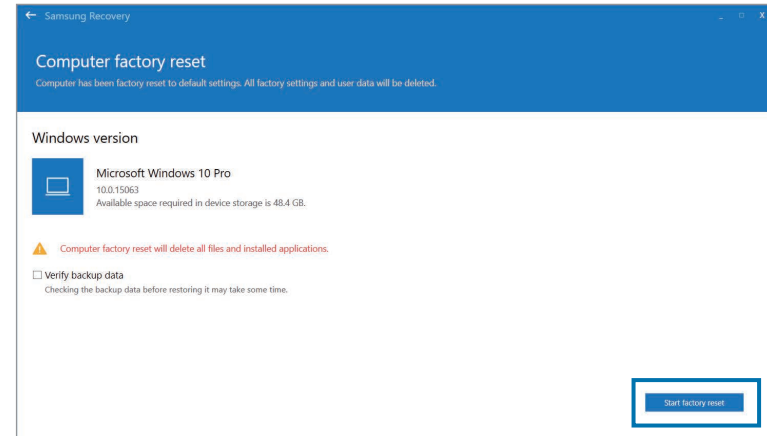 Samsung Recovery
Computer factory reset
Computer has been factory reset to default settings. All factory settings and user data will be deleted.
Windows version
Microsoft Windows 10 Pro
10.0.15063
Available space required in device storage is 48.4 GB.
Computer factory reset will delete all files and installed applications.
Verify backup data
Checking the backup data before restoring it may take some time.
Start factory reset